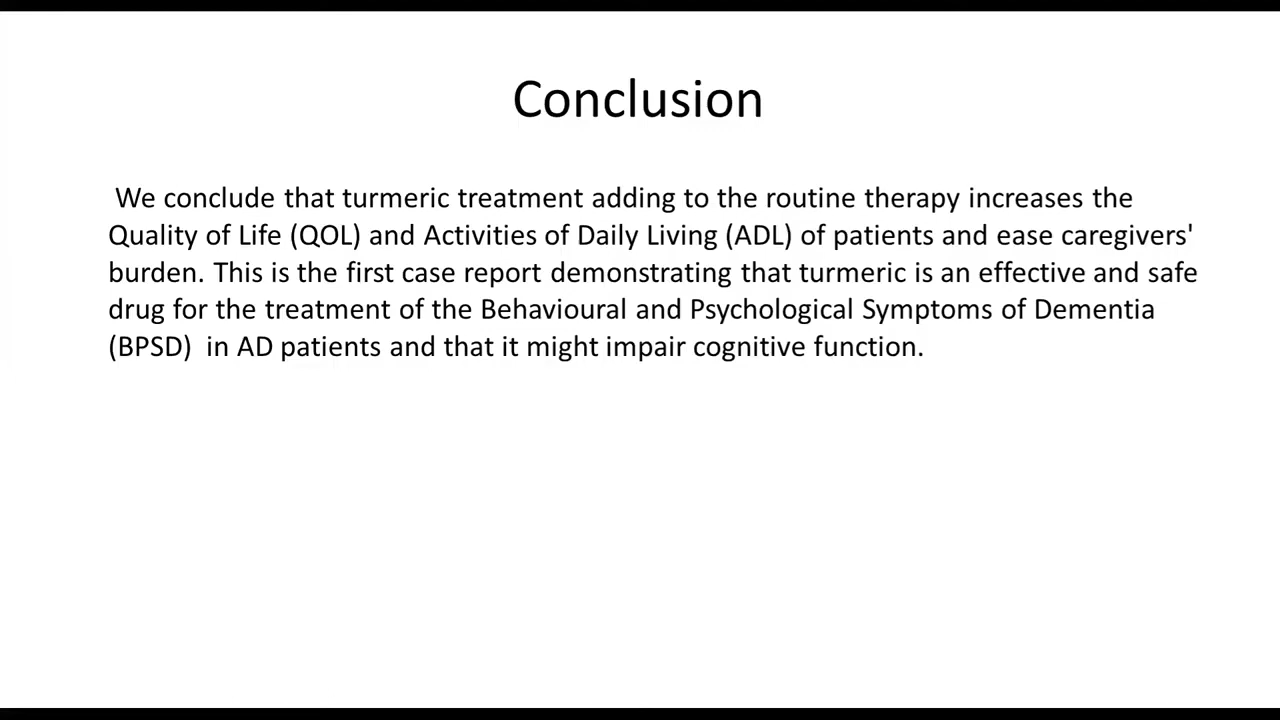 Conclusion
We conclude that turmeric treatment adding to the routine therapy increases the
Quality of Life (QOL) and Activities of Daily Living (ADL) of patients and ease caregivers'
burden. This is the first case report demonstrating that turmeric is an effective and safe
drug for the treatment of the Behavioural and Psychological Symptoms of Dementia
(BPSD)  in AD patients and that it might impair cognitive function.